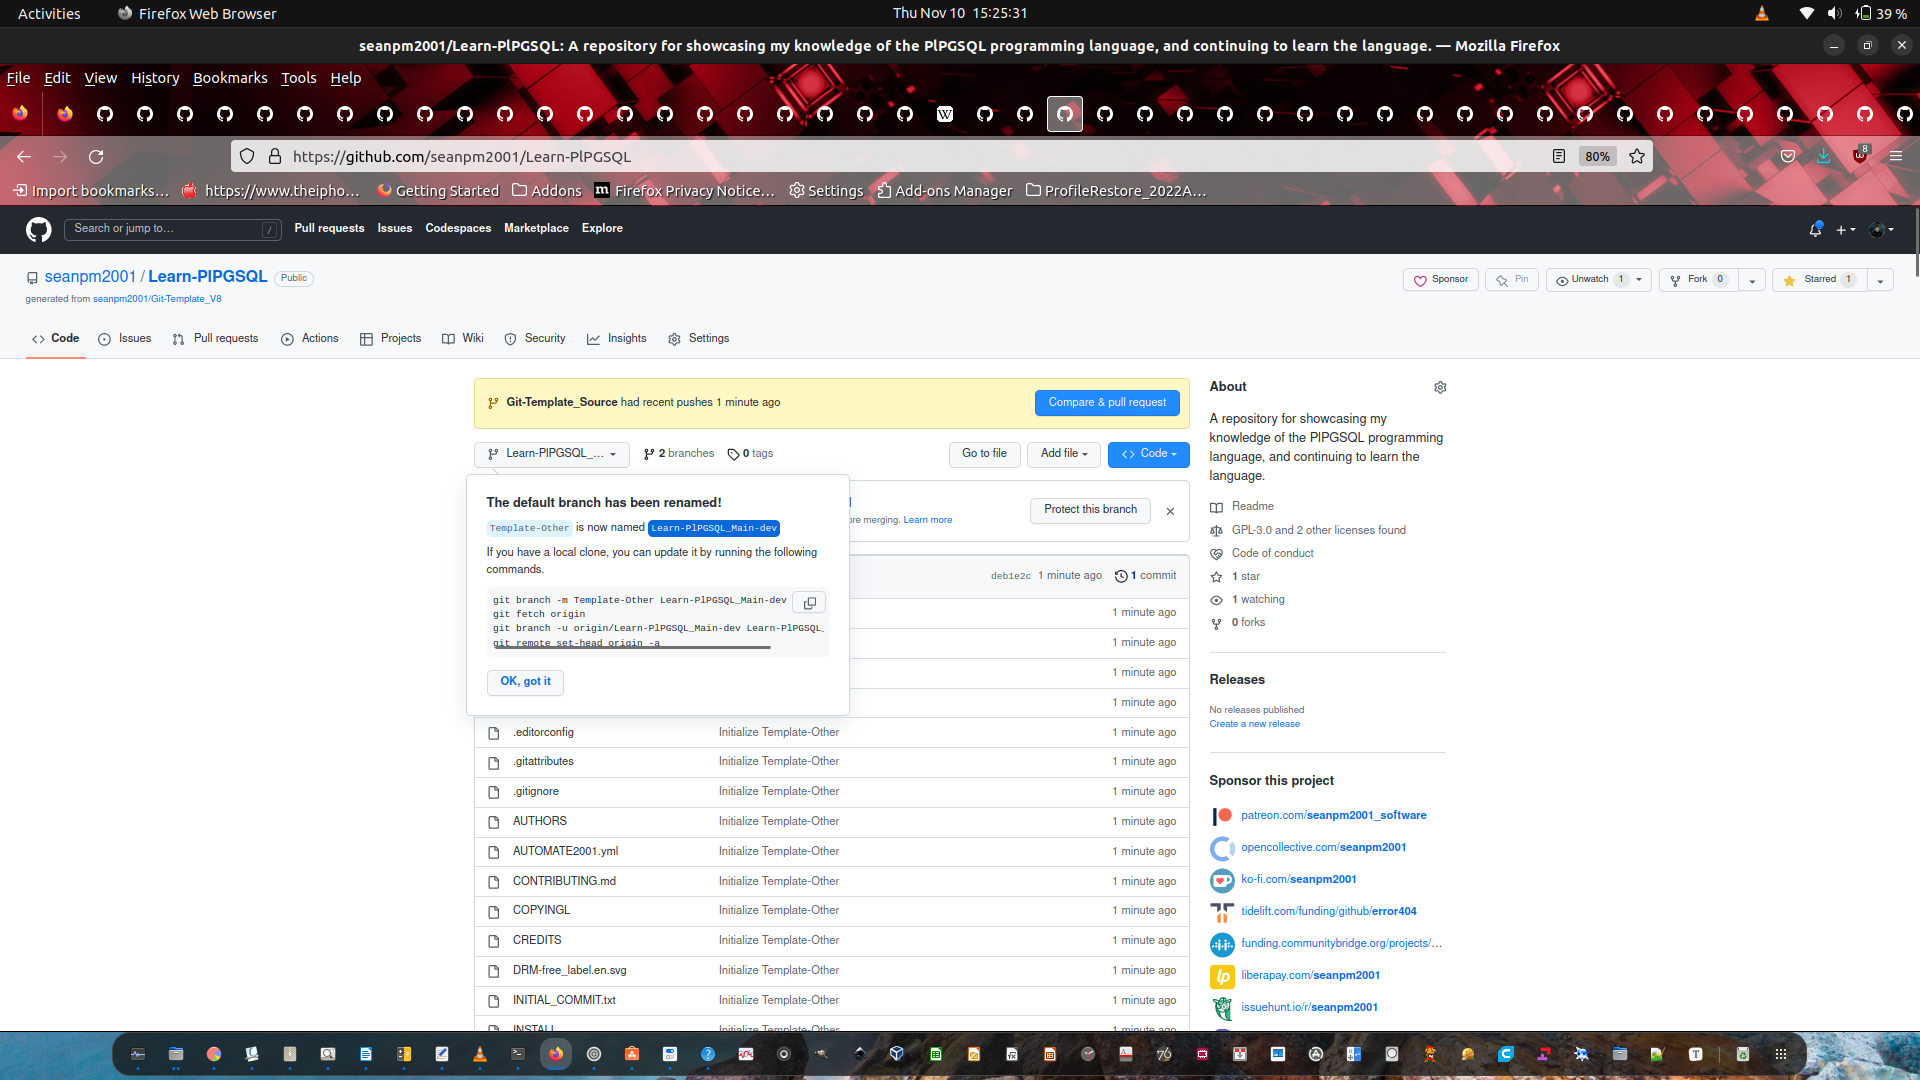 Activities
Firefox Web Browser
Thu Nov 10 15:25:31
39 %
seanpm2001/Learn-PlPGSQL: A repository for showcasing my knowledge of the PlPGSQL programming language, and continuing to learn the language. — Mozilla Firefox
File Edit View History Bookmarks Tools Help
https://github.com/seanpm2001/Learn-PlPGSQL
80%
8
Import bookmarks… https://www.theipho… Getting Started Addons Firefox Privacy Notice… Settings Add-ons Manager ProfileRestore_2022A…
Search or jump to… /
Pull requests Issues Codespaces Marketplace Explore
seanpm2001 / Learn-PlPGSQL Public
generated from seanpm2001/Git-Template_V8
Sponsor Pin Unwatch 1 Fork 0 Starred 1
Code Issues Pull requests Actions Projects Wiki Security Insights Settings
Git-Template_Source had recent pushes 1 minute ago
Compare & pull request
Learn-PlPGSQL_... 2 branches 0 tags
Go to file Add file Code
The default branch has been renamed!
Template-Other is now named Learn-PlPGSQL_Main-dev
If you have a local clone, you can update it by running the following
commands.
git branch -m Template-Other Learn-PlPGSQL_Main-dev
git fetch origin
git branch -u origin/Learn-PlPGSQL_Main-dev Learn-PlPGSQL_
git remote set-head origin -a
OK, got it
ore merging. Learn more
Protect this branch
deb1e2c 1 minute ago 1 commit
1 minute ago
1 minute ago
1 minute ago
1 minute ago
.editorconfig Initialize Template-Other 1 minute ago
.gitattributes Initialize Template-Other 1 minute ago
.gitignore Initialize Template-Other 1 minute ago
AUTHORS Initialize Template-Other 1 minute ago
AUTOMATE2001.yml Initialize Template-Other 1 minute ago
CONTRIBUTING.md Initialize Template-Other 1 minute ago
COPYINGL Initialize Template-Other 1 minute ago
CREDITS Initialize Template-Other 1 minute ago
DRM-free_label.en.svg Initialize Template-Other 1 minute ago
INITIAL_COMMIT.txt Initialize Template-Other 1 minute ago
INSTALL Initialize Template-Other 1 minute ago
About
A repository for showcasing my
knowledge of the PlPGSQL programming
language, and continuing to learn the
language.
Readme
GPL-3.0 and 2 other licenses found
Code of conduct
1 star
1 watching
0 forks
Releases
No releases published
Create a new release
Sponsor this project
patreon.com/seanpm2001_software
opencollective.com/seanpm2001
ko-fi.com/seanpm2001
tidelift.com/funding/github/error404
funding.communitybridge.org/projects/…
liberapay.com/seanpm2001
issuehunt.io/r/seanpm2001